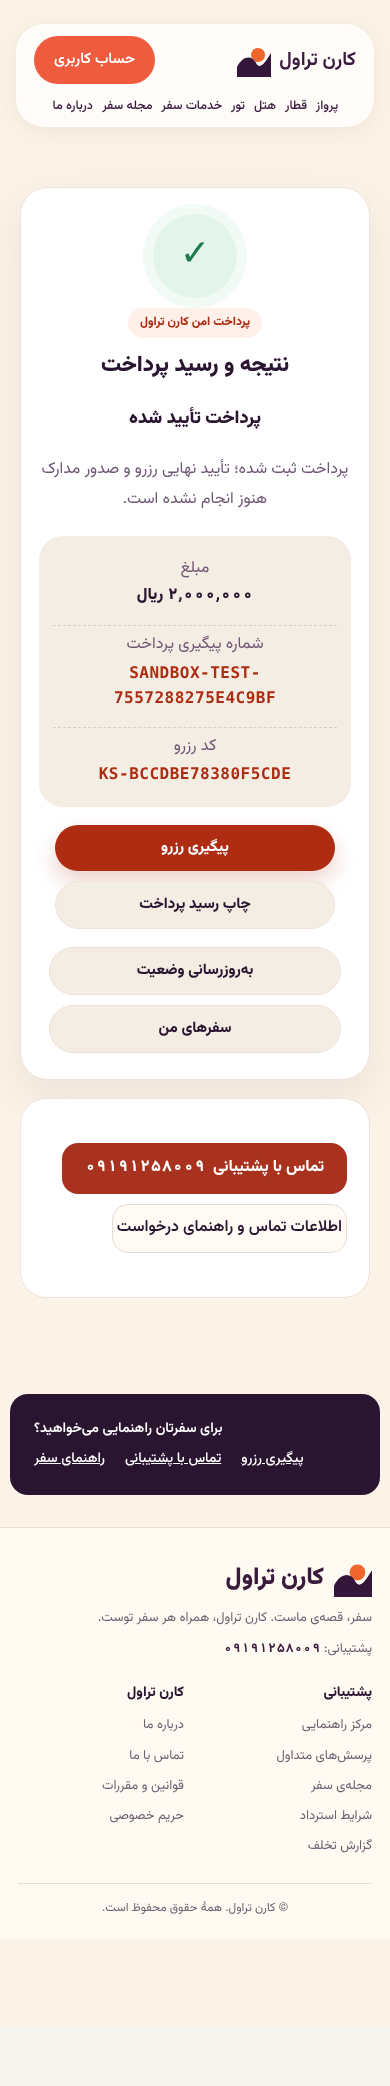 کارن تراول
حساب کاربری
پرواز قطار هتل تور خدمات سفر مجله سفر درباره ما
✓
پرداخت امن کارن تراول
نتیجه و رسید پرداخت
پرداخت تأیید شده
پرداخت ثبت شده؛ تأیید نهایی رزرو و صدور مدارک
هنوز انجام نشده است.
مبلغ
۲,۰۰۰,۰۰۰ ریال
شماره پیگیری پرداخت
SANDBOX-TEST-
7557288275E4C9BF
کد رزرو
KS-BCCDBE78380F5CDE
پیگیری رزرو
چاپ رسید پرداخت
به‌روزرسانی وضعیت
سفرهای من
تماس با پشتیبانی ۰۹۱۹۱۲۵۸۰۰۹
اطلاعات تماس و راهنمای درخواست
برای سفرتان راهنمایی می‌خواهید؟
پیگیری رزرو تماس با پشتیبانی راهنمای سفر
کارن تراول
سفر، قصه‌ی ماست. کارن تراول، همراه هر سفر توست.
پشتیبانی: ۰۹۱۹۱۲۵۸۰۰۹
پشتیبانی
مرکز راهنمایی
پرسش‌های متداول
مجله‌ی سفر
شرایط استرداد
گزارش تخلف
کارن تراول
درباره ما
تماس با ما
قوانین و مقررات
حریم خصوصی
© کارن تراول. همهٔ حقوق محفوظ است.